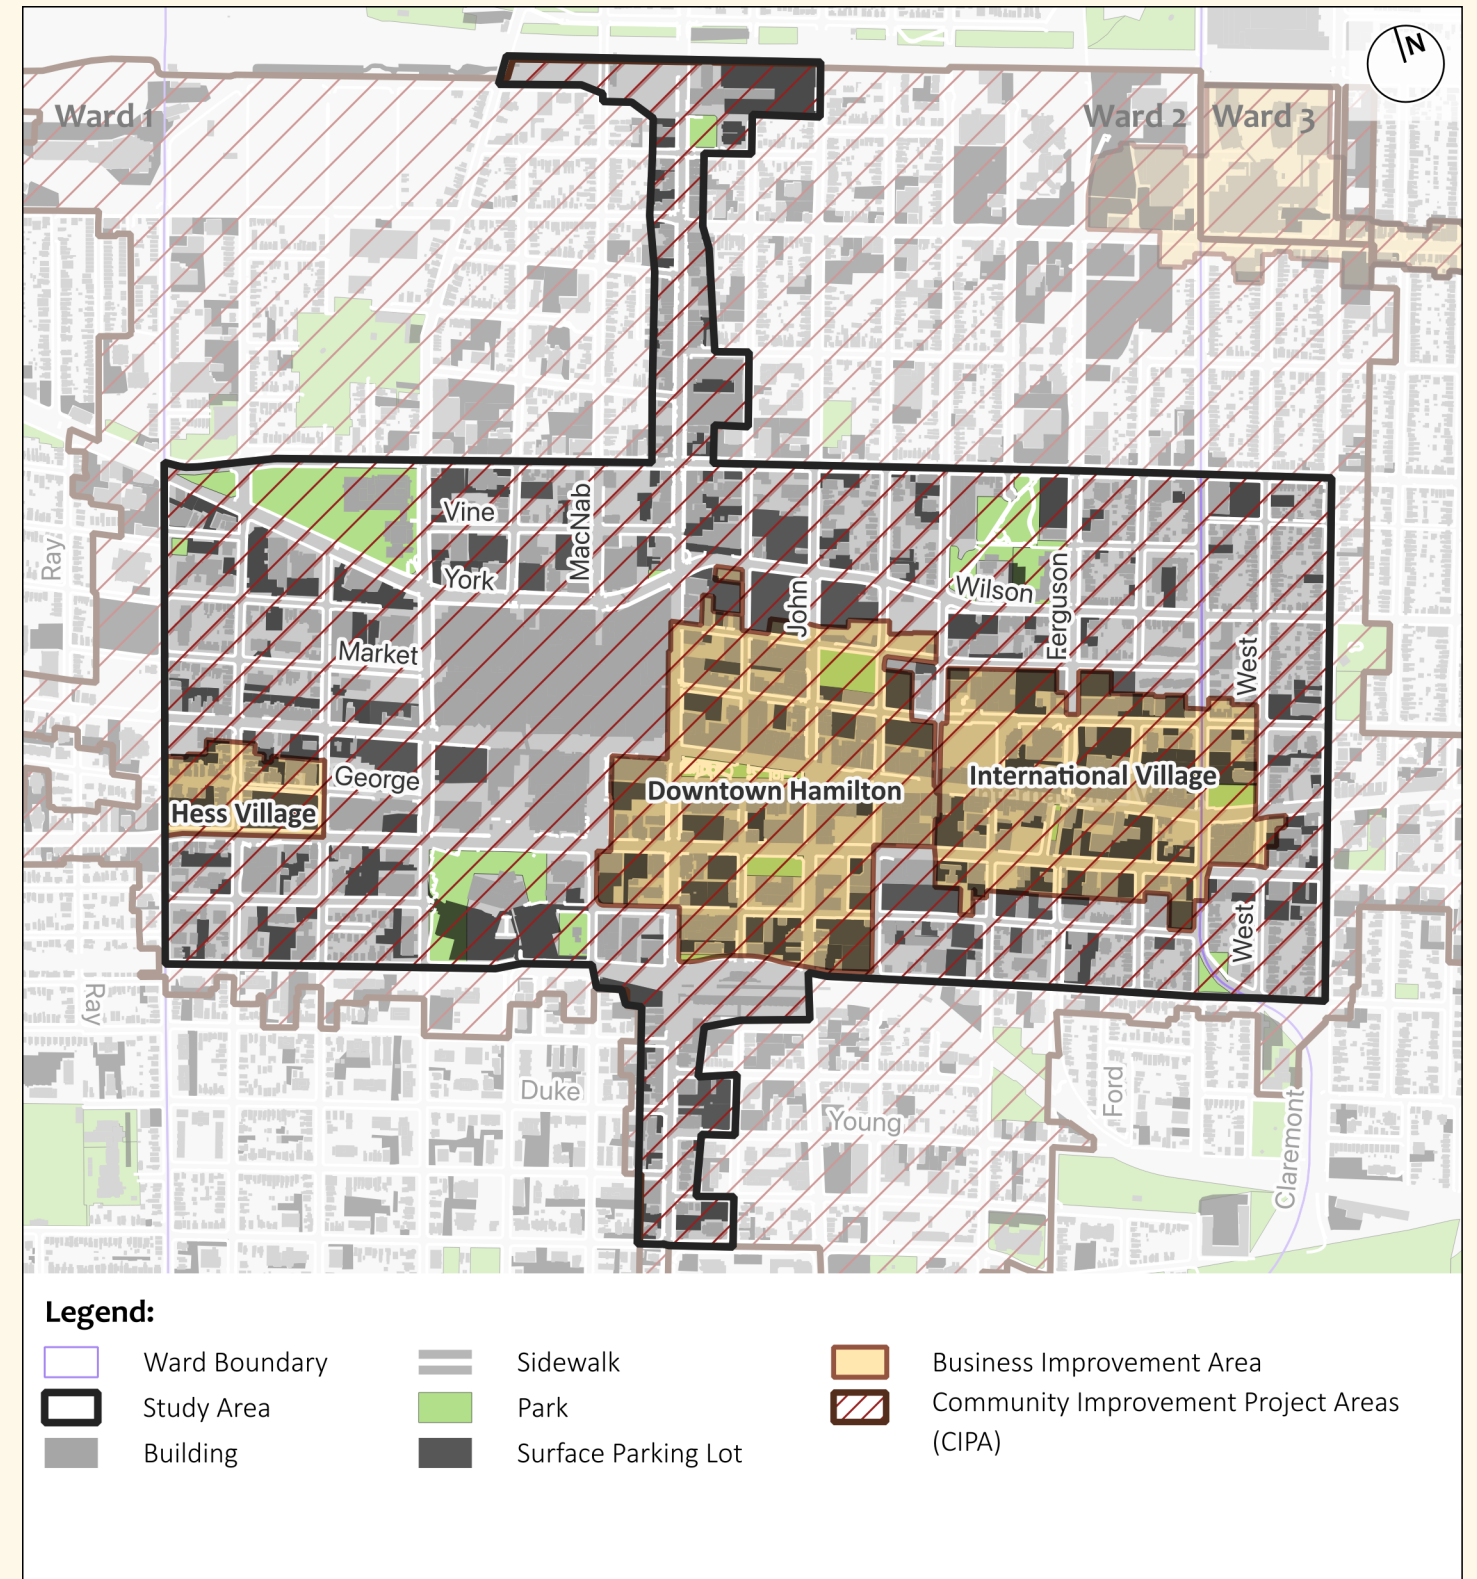 N
Ward 1
Ward 2
Ward 3
Vine
MacNab
York
Ray
John
Wilson
Ferguson
Market
West
George
Downtown Hamilton
International Village
Hess Village
West
Ray
Duke
Young
Ford
Claremont
Legend:
Ward Boundary
Study Area
Building
Sidewalk
Park
Surface Parking Lot
Business Improvement Area
Community Improvement Project Areas
(CIPA)